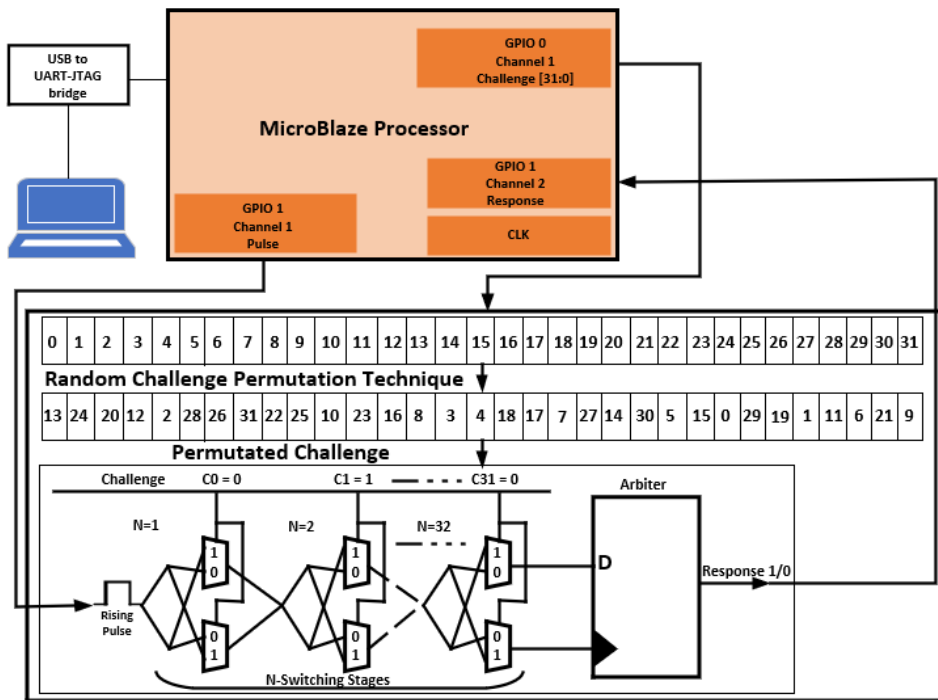 USB to
UART-JTAG
bridge
GPIO 0
Channel 1
Challenge [31:0]
MicroBlaze Processor
GPIO 1
Channel 2
Response
GPIO 1
Channel 1
Pulse
CLK
0 1 2 3 4 5 6 7 8 9 10 11 12 13 14 15 16 17 18 19 20 21 22 23 24 25 26 27 28 29 30 31
Random Challenge Permutation Technique
13 24 20 12 2 28 26 31 22 25 10 23 16 8 3 4 18 17 7 27 14 30 5 15 0 29 19 1 11 6 21 9
Permutated Challenge
Challenge C0 = 0 C1 = 1 C31 = 0
Arbiter
N=1 N=2 N=32
1 1 1
0 0 0
D
Response 1/0
Rising
Pulse
0 0 0
1 1 1
N-Switching Stages